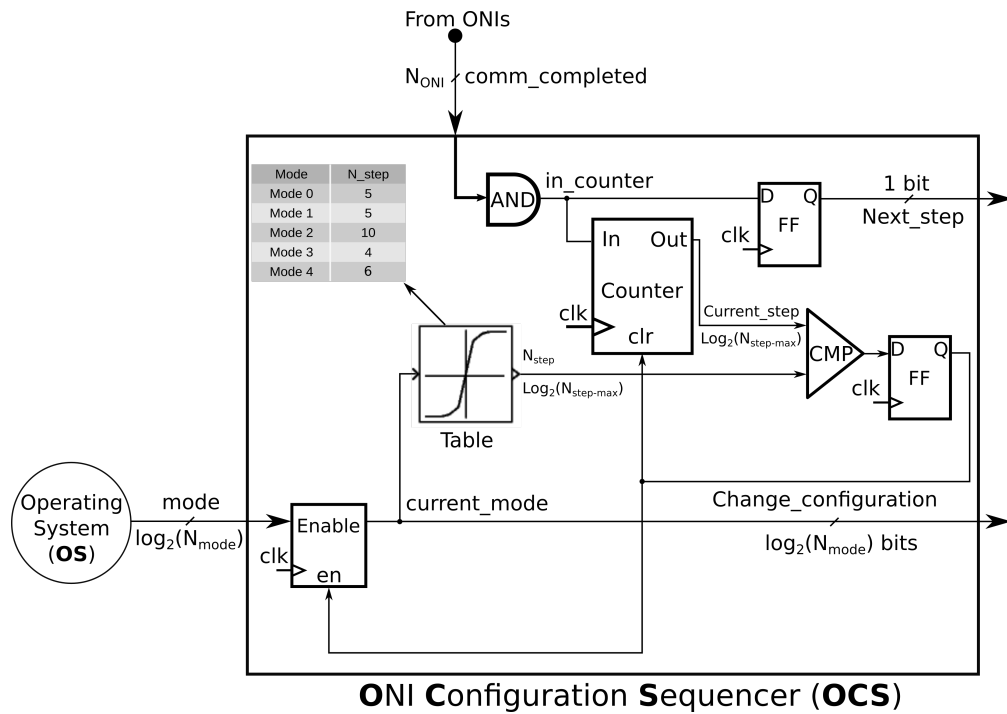 From ONIs
N_ONI comm_completed
Mode N_step
Mode 0 5
Mode 1 5
Mode 2 10
Mode 3 4
Mode 4 6
AND
in_counter
D Q
FF
clk
1 bit
Next_step
In Out
Counter
clk
clr
Current_step
Log2(Nstep-max)
Nstep
Log2(Nstep-max)
CMP
D Q
FF
clk
Table
Operating
System
(OS)
mode
log2(Nmode)
Enable
clk
en
current_mode
Change_configuration
log2(Nmode) bits
ONI Configuration Sequencer (OCS)